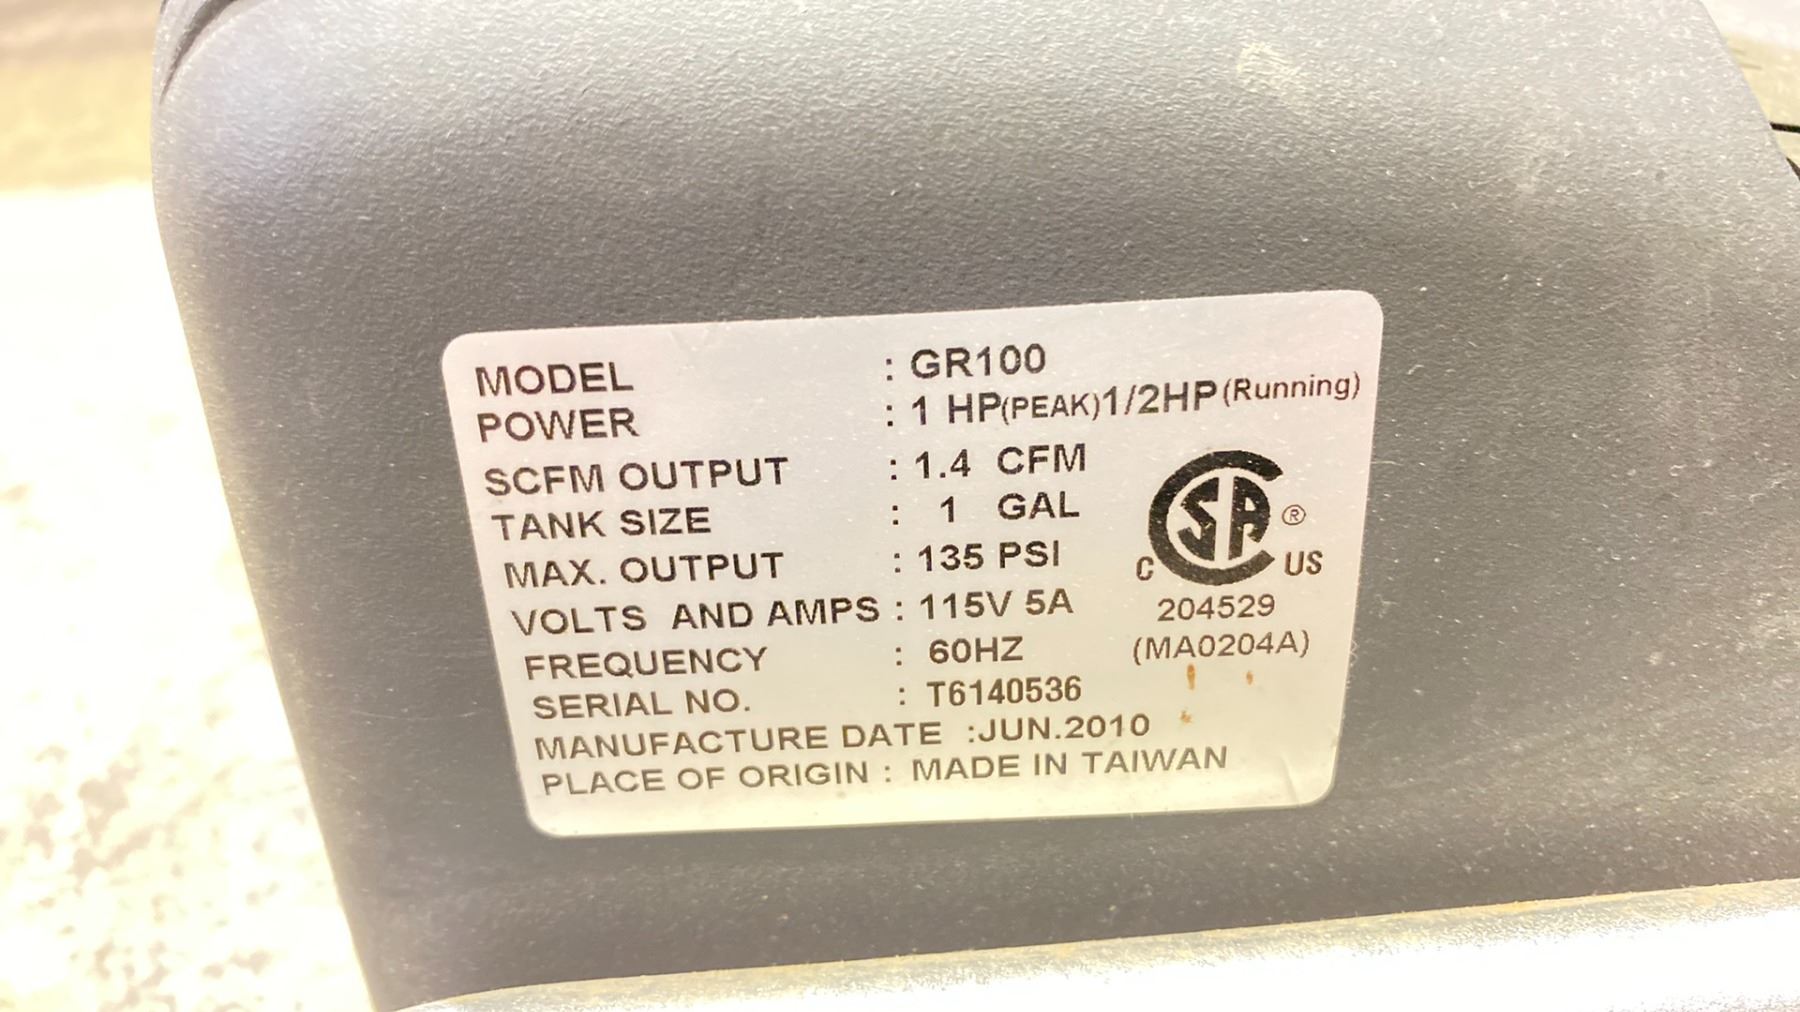 MODEL : GR100
POWER : 1 HP(PEAK)1/2HP(Running)
SCFM OUTPUT : 1.4 CFM
TANK SIZE : 1 GAL
MAX. OUTPUT : 135 PSI
VOLTS AND AMPS : 115V 5A
FREQUENCY : 60HZ
SERIAL NO. : T6140536
MANUFACTURE DATE :JUN.2010
PLACE OF ORIGIN : MADE IN TAIWAN
CSA ®
C US
204529
(MA0204A)